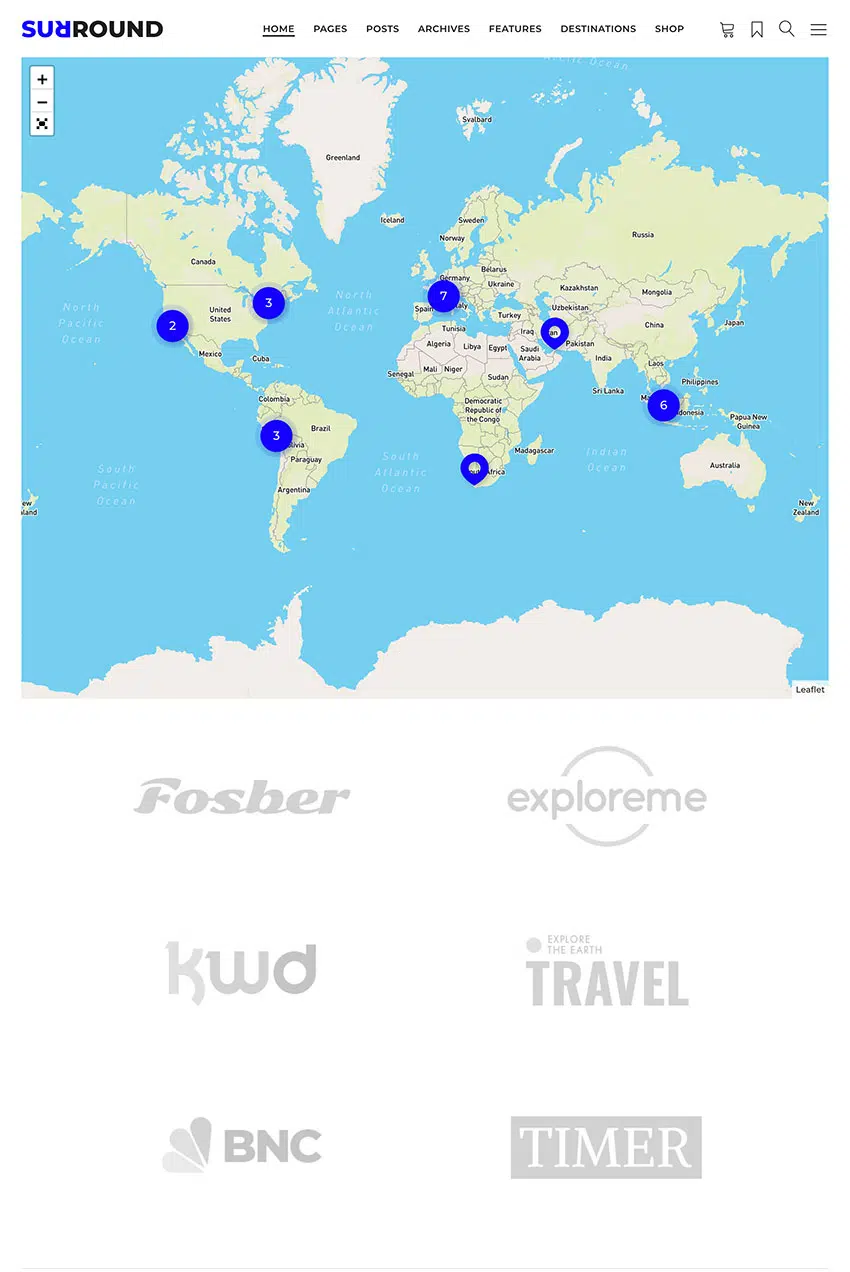 SURROUND
HOME PAGES POSTS ARCHIVES FEATURES DESTINATIONS SHOP
+
−
Ocean
Svalbard
Greenland
Iceland
Sweden
Norway
Russia
Canada
Belarus
Germany
Ukraine
Kazakhstan
Mongolia
North
Pacific
Ocean
3
United
States
2
North
Atlantic
Ocean
7
Spain
Uzbekistan
Turkey
China
Japan
Tunisia
Iraq
Pakistan
Mexico
Cuba
Algeria
Libya
Egypt
Saudi
Arabia
India
Laos
Senegal
Mali
Niger
Sudan
Philippines
Sri Lanka
Colombia
Democratic
Republic of
the Congo
6
Papua New
Guinea
Brazil
3
Paraguay
Madagascar
South
Pacific
Ocean
South
Atlantic
Ocean
Indian
Ocean
Australia
Argentina
New
Zealand
Leaflet
Fosber
exploreme
kwd
EXPLORE
THE EARTH
TRAVEL
BNC
TIMER